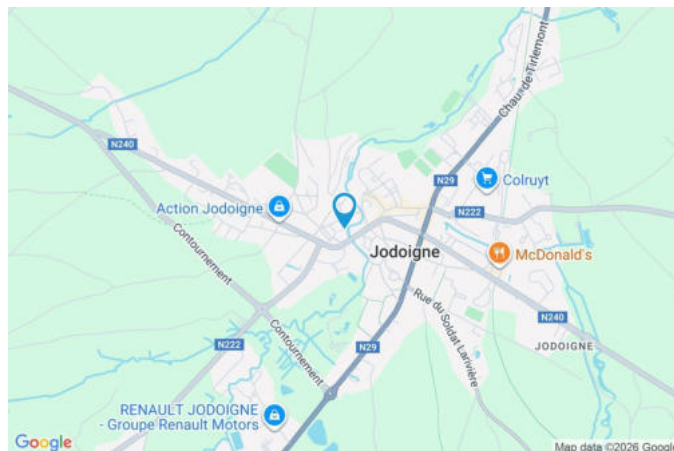 Chau. de Tirlemont
N240
N29
Colruyt
Action Jodoigne
N222
Jodoigne
McDonald's
Contournement
Rue du Soldat Larivière
N240
N222
Contournement
N29
JODOIGNE
RENAULT JODOIGNE
- Groupe Renault Motors
Google
Map data ©2026 Google